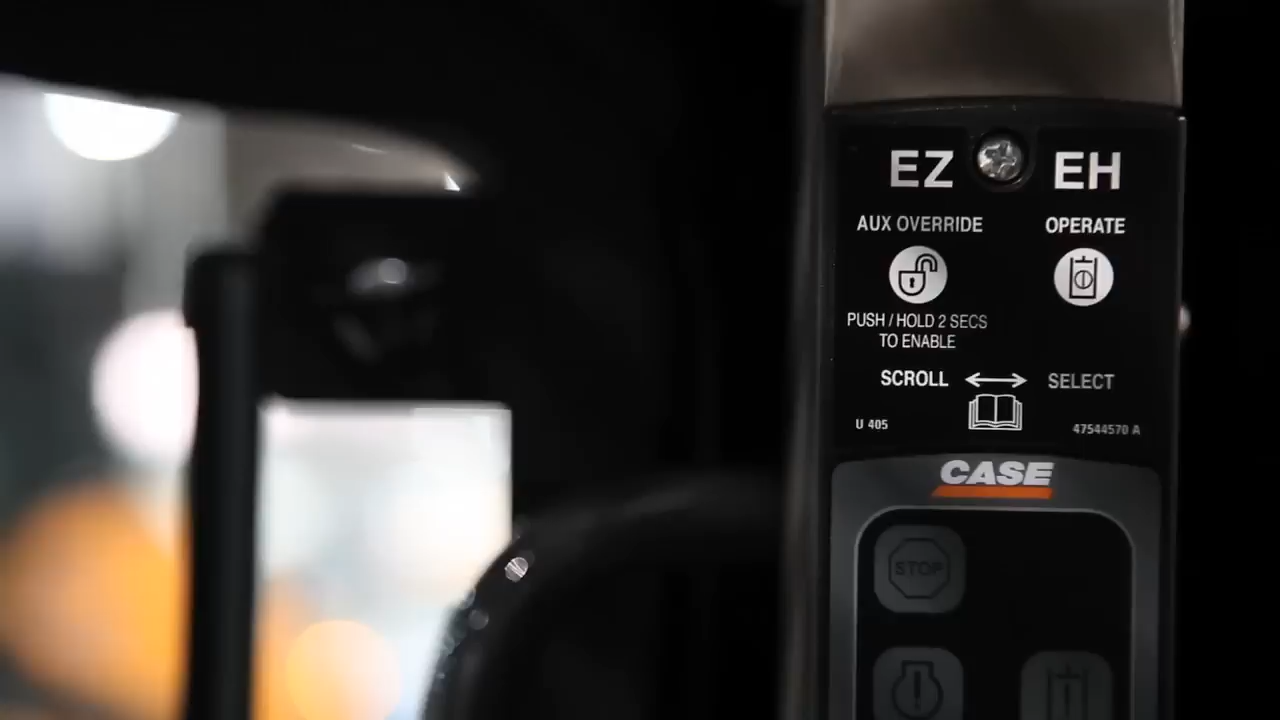 EZ EH
AUX OVERRIDE OPERATE
PUSH / HOLD 2 SECS
TO ENABLE
SCROLL SELECT
U 405 47544570 A
CASE
STOP